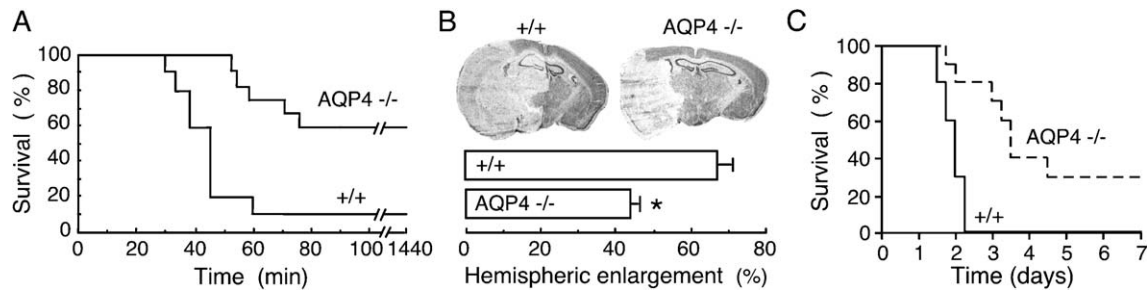 A
Survival (%)
100
80
60
40
20
0
AQP4 -/-
+/+
0 20 40 60 80 100 1440
Time (min)
B
+/+ AQP4 -/-
+/+
AQP4 -/- *
0 20 40 60 80
Hemispheric enlargement (%)
C
Survival (%)
100
80
60
40
20
0
AQP4 -/-
+/+
0 1 2 3 4 5 6 7
Time (days)